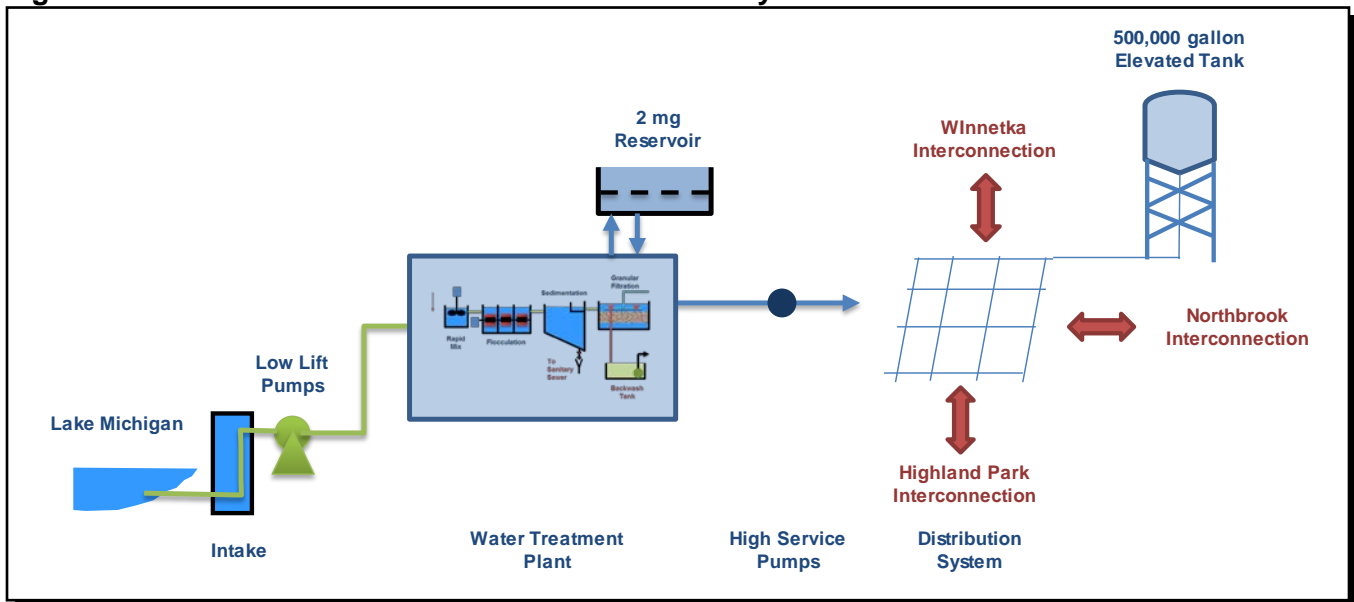 500,000 gallon
Elevated Tank
2 mg
Reservoir
WInnetka
Interconnection
Granular
Filtration
Sedimentation
Rapid
Mix
Flocculation
To
Sanitary
Sewer
Backwash
Tank
Northbrook
Interconnection
Low Lift
Pumps
Lake Michigan
Highland Park
Interconnection
Intake
Water Treatment
Plant
High Service
Pumps
Distribution
System